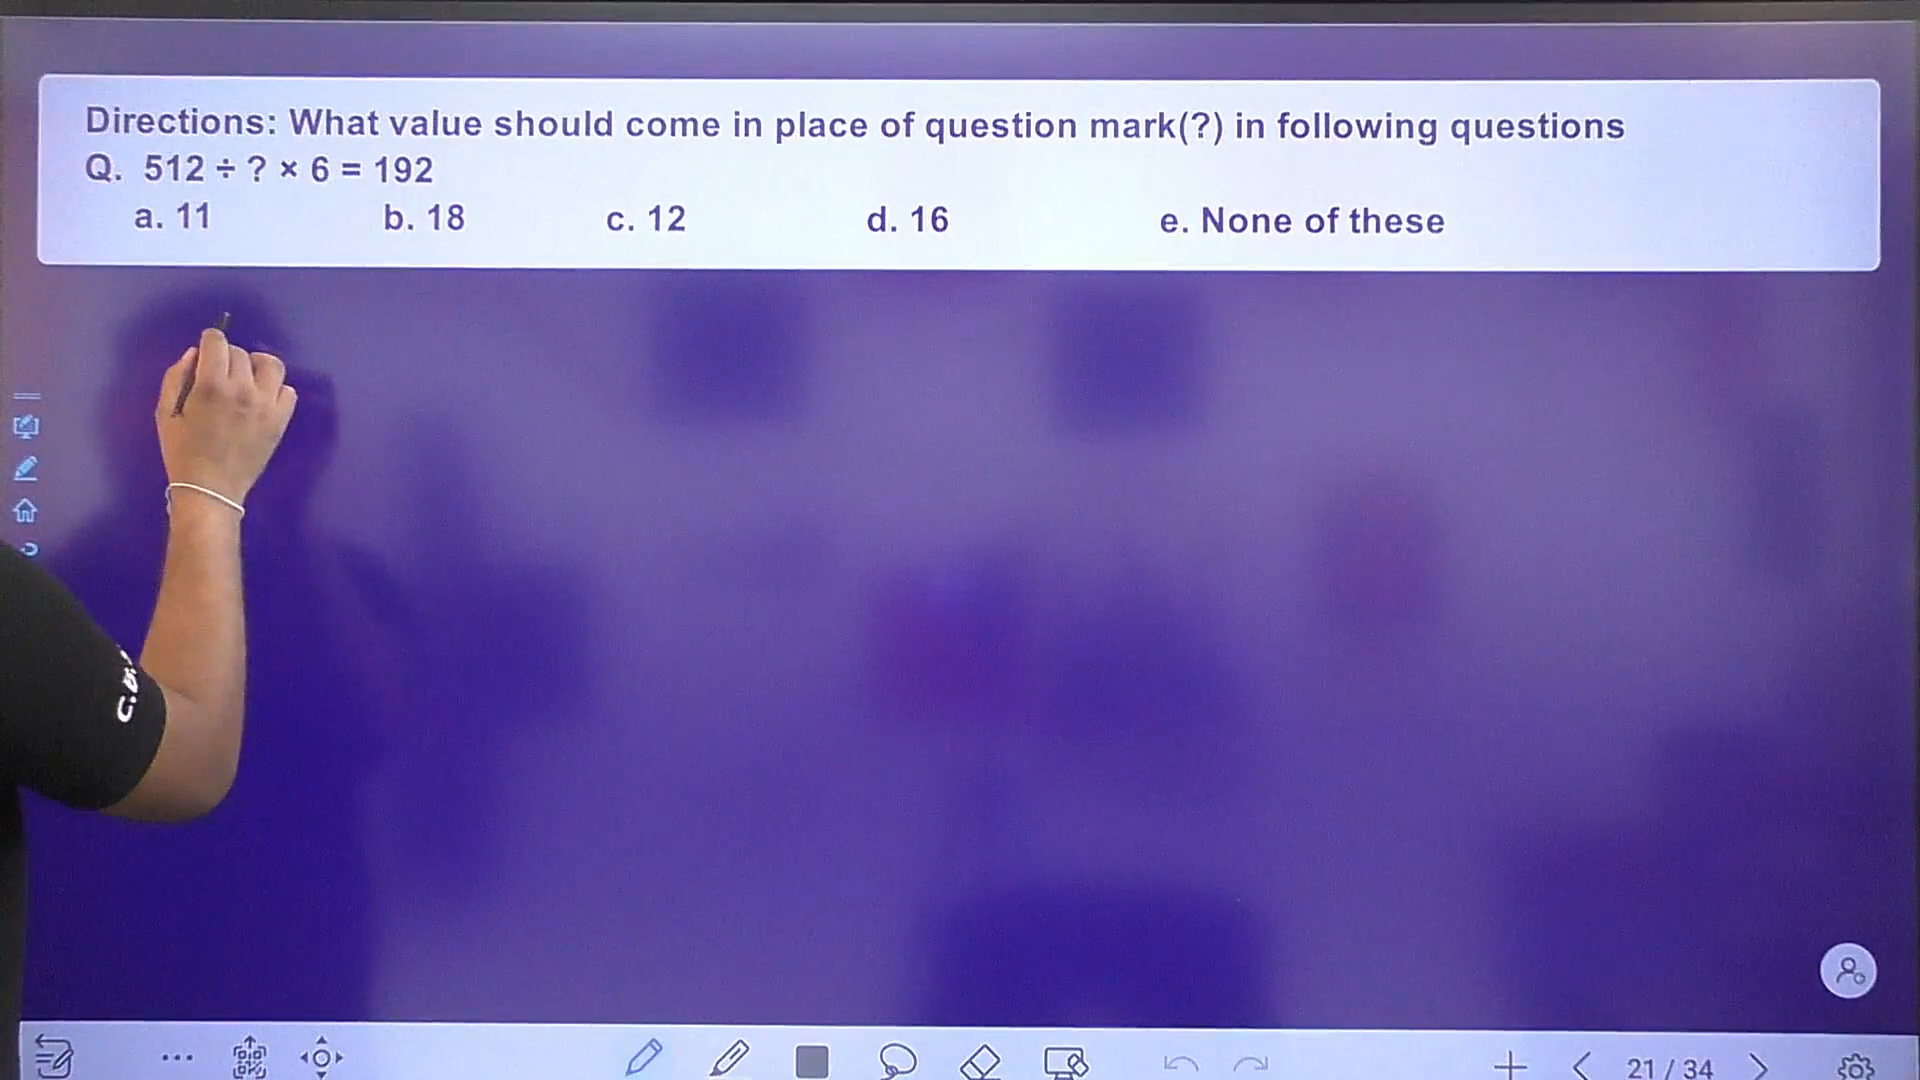 Directions: What value should come in place of question mark(?) in following questions
Q. 512 ÷ ? × 6 = 192
a. 11 b. 18 c. 12 d. 16 e. None of these
21 / 34